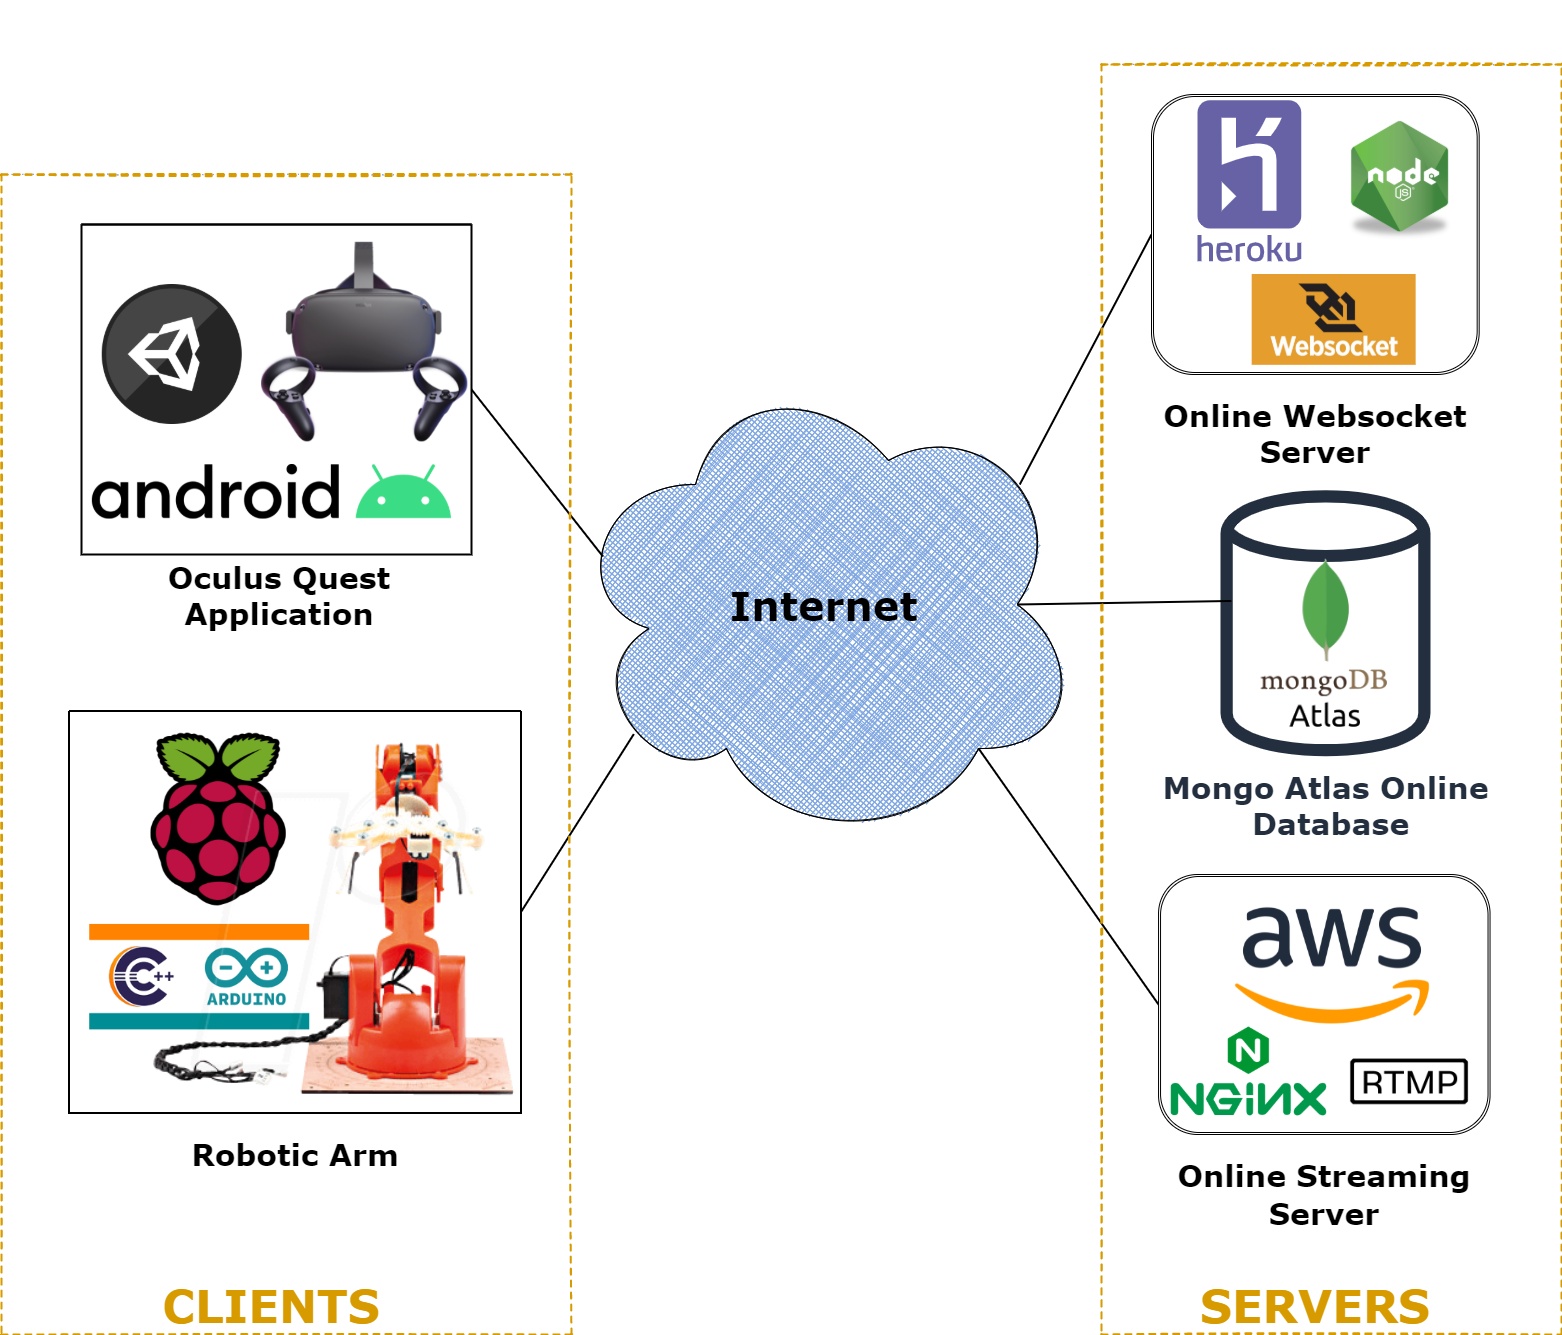 android
Oculus Quest
Application
C++
ARDUINO
Robotic Arm
CLIENTS
Internet
heroku
node
JS
Websocket
Online Websocket
Server
mongoDB
Atlas
Mongo Atlas Online
Database
aws
N
NGiNX
RTMP
Online Streaming
Server
SERVERS